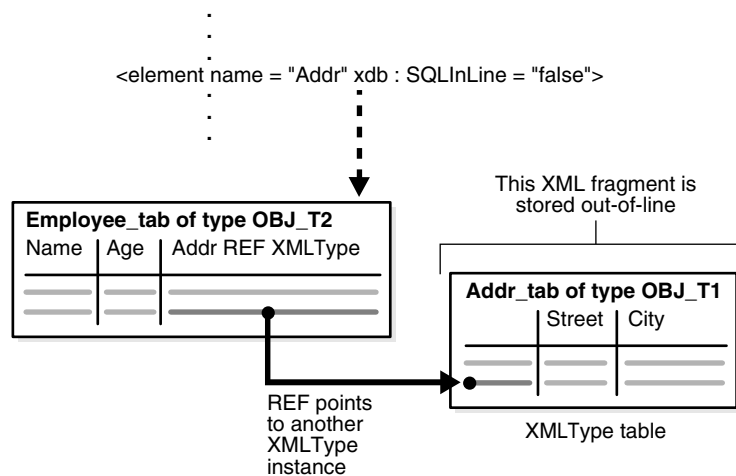 <element name = "Addr" xdb : SQLInLine = "false">
This XML fragment is
stored out-of-line
Employee_tab of type OBJ_T2
Name Age Addr REF XMLType
Addr_tab of type OBJ_T1
Street City
REF points
to another
XMLType
instance
XMLType table